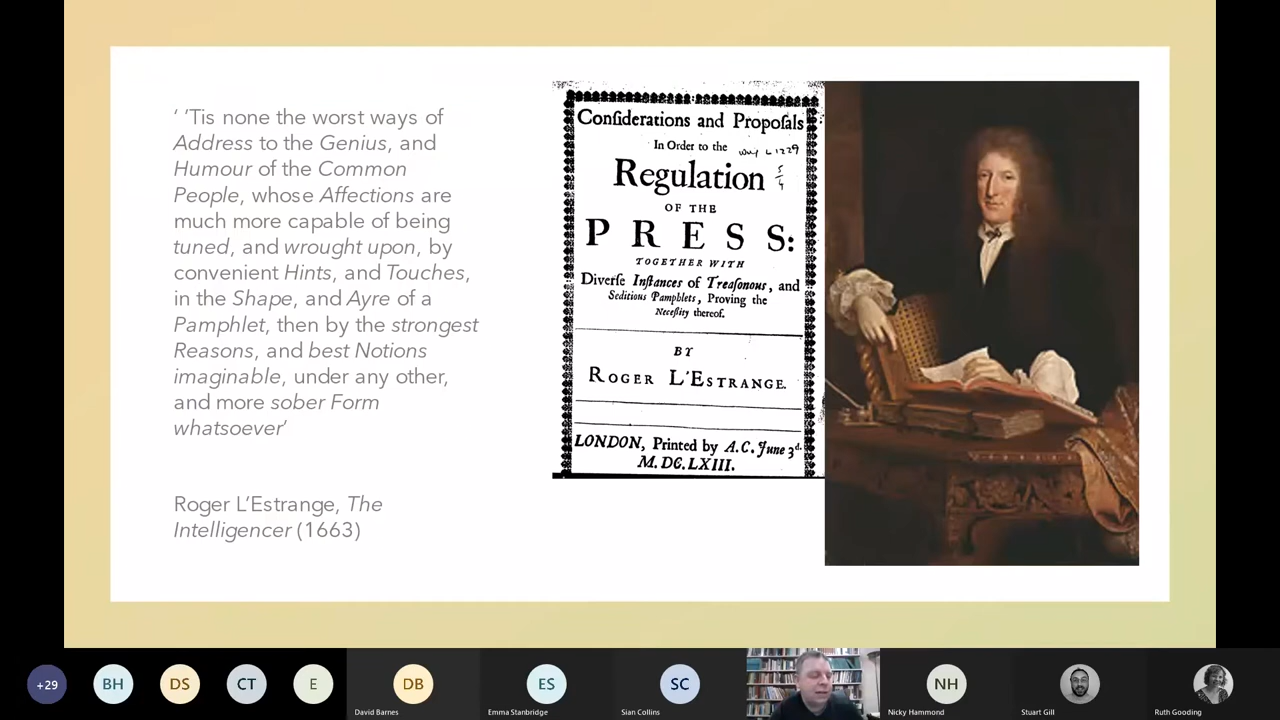 ‘ ‘Tis none the worst ways of
Address to the Genius, and
Humour of the Common
People, whose Affections are
much more capable of being
tuned, and wrought upon, by
convenient Hints, and Touches,
in the Shape, and Ayre of a
Pamphlet, then by the strongest
Reasons, and best Notions
imaginable, under any other,
and more sober Form
whatsoever’
Roger L’Estrange, The
Intelligencer (1663)
Conſiderations and Propoſals
In Order to the
Regulation
OF THE
PRESS:
TOGETHER WITH
Diverſe Inſtances of Treaſonous, and
Seditious Pamphlets, Proving the
Neceſſity thereof.
BY
ROGER L’ESTRANGE.
LONDON, Printed by A.C. June 3d.
M.DC.LXIII.
+29
BH
DS
CT
E
DB
David Barnes
ES
Emma Stanbridge
SC
Sian Collins
NH
Nicky Hammond
Stuart Gill
Ruth Gooding